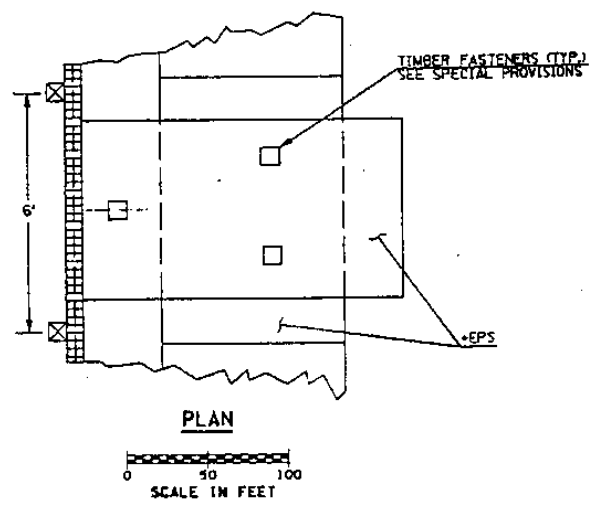 TIMBER FASTENERS (TYP.)
SEE SPECIAL PROVISIONS
6'
*EPS
PLAN
0 50 100
SCALE IN FEET